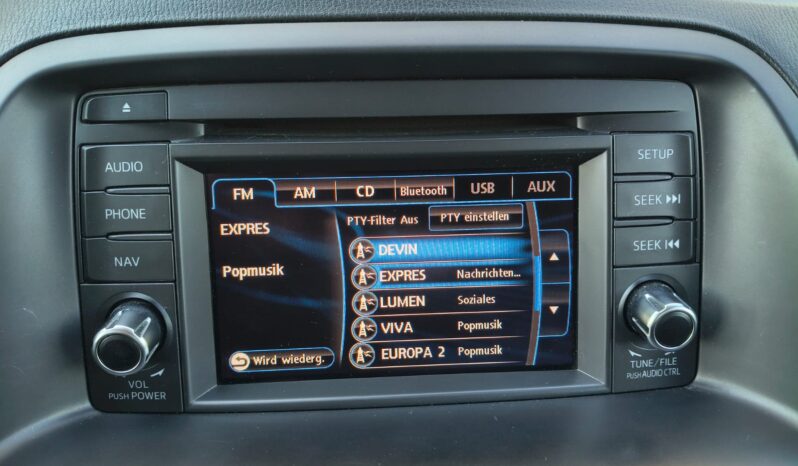 AUDIO
PHONE
NAV
VOL
PUSH POWER
FM AM CD Bluetooth USB AUX
EXPRES
Popmusik
Wird wiederg.
PTY-Filter Aus PTY einstellen
DEVIN
EXPRES Nachrichten...
LUMEN Soziales
VIVA Popmusik
EUROPA 2 Popmusik
SETUP
SEEK
SEEK
TUNE/FILE
PUSH AUDIO CTRL